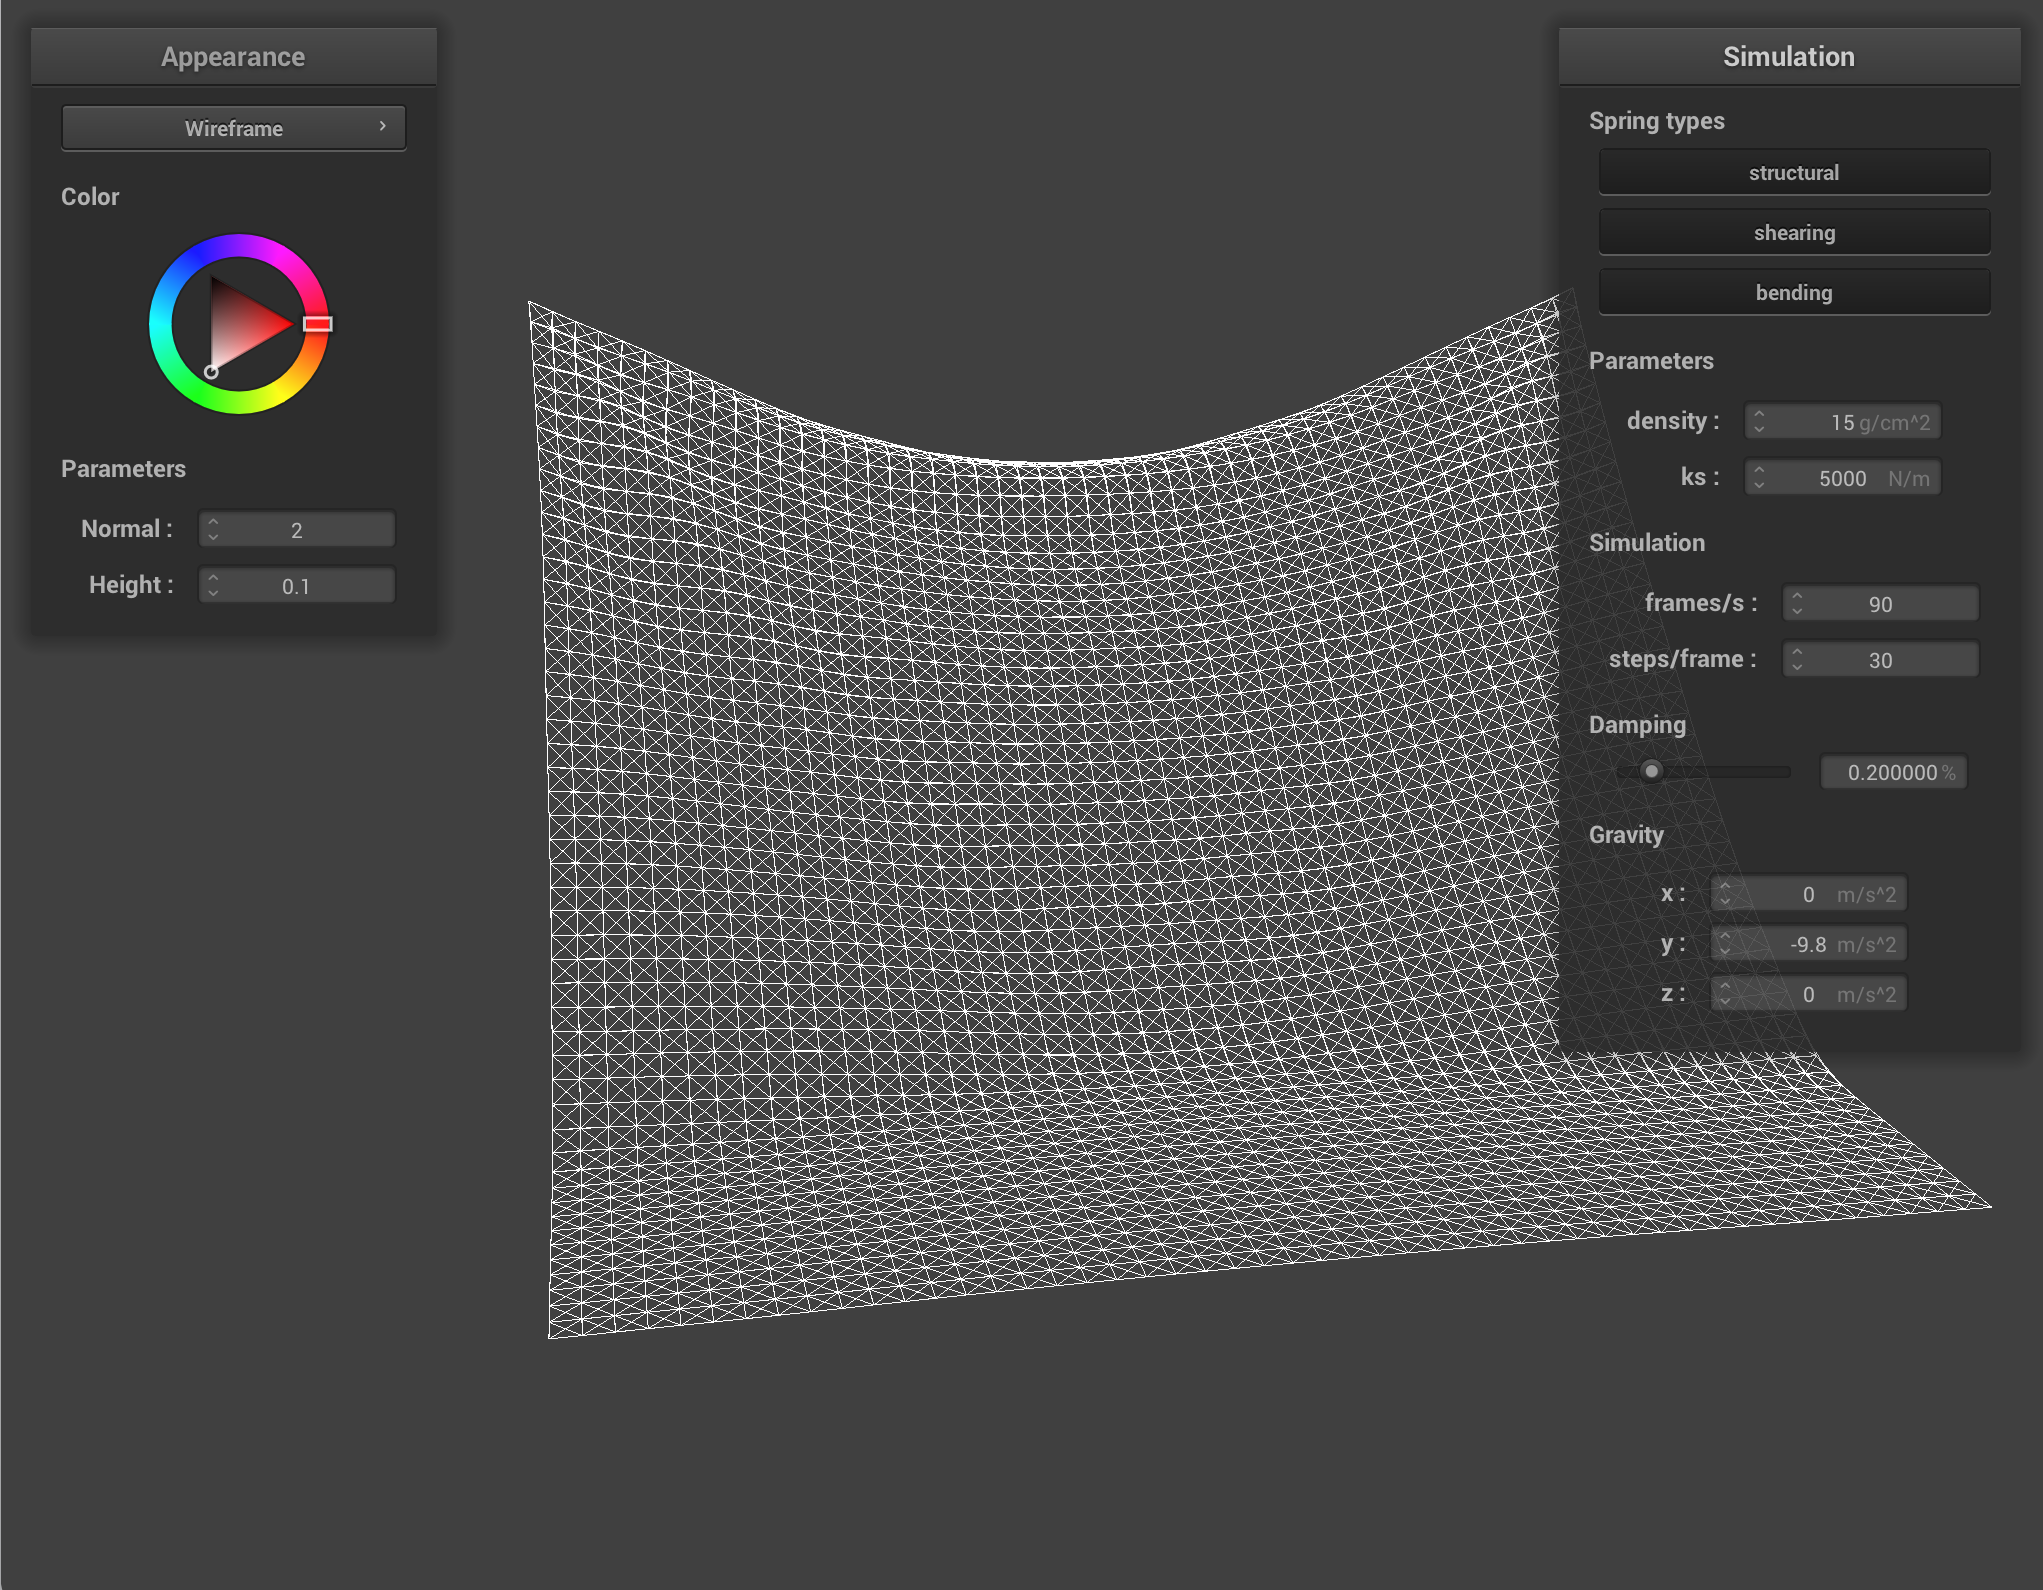 Appearance
Wireframe
Color
Parameters
Normal : 2
Height : 0.1
Simulation
Spring types
structural
shearing
bending
Parameters
density : 15 g/cm^2
ks : 5000 N/m
Simulation
frames/s : 90
steps/frame : 30
Damping
0.200000 %
Gravity
x : 0 m/s^2
y : -9.8 m/s^2
z : 0 m/s^2